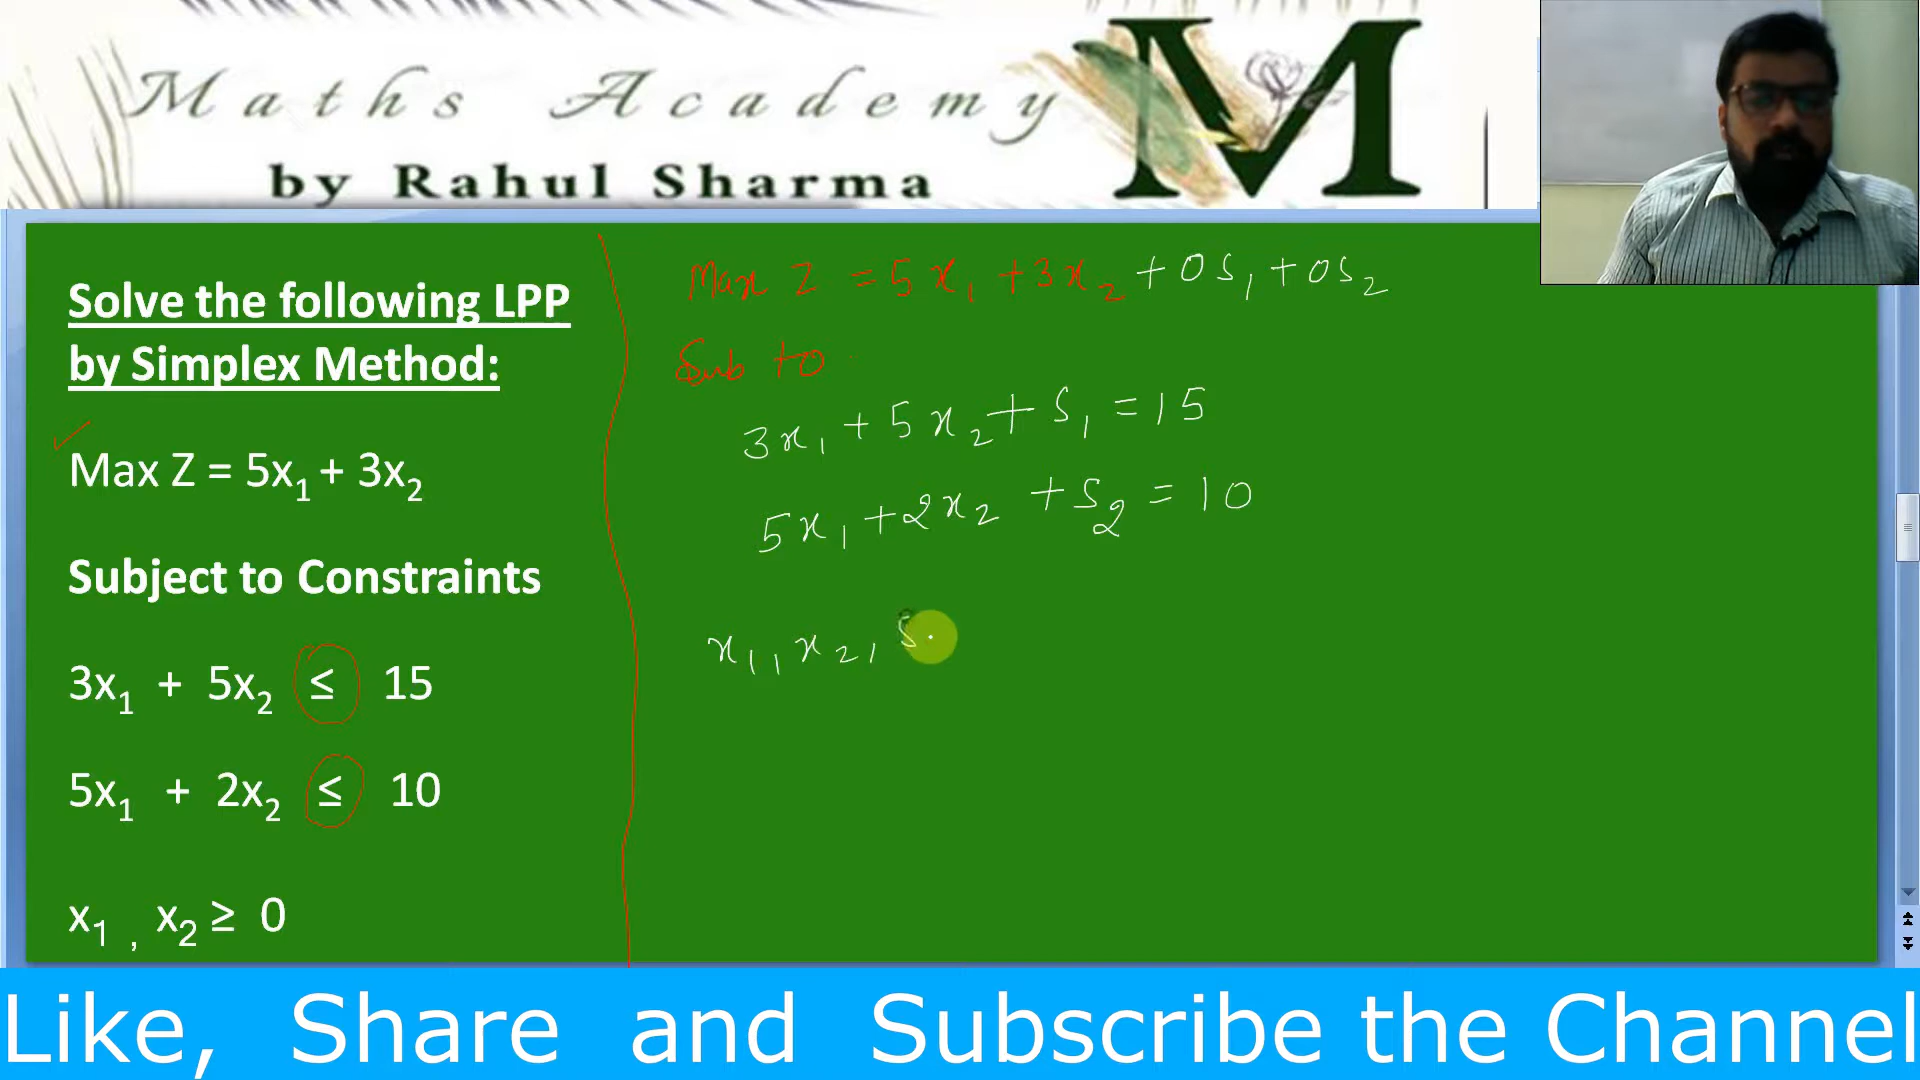 Maths Academy
by Rahul Sharma
M
Solve the following LPP
by Simplex Method:
Max Z = 5x₁ + 3x₂
Subject to Constraints
3x₁ + 5x₂ ≤ 15
5x₁ + 2x₂ ≤ 10
x₁ , x₂ ≥ 0
Max Z = 5x₁ + 3x₂ + 0s₁ + 0s₂
Sub to
3x₁ + 5x₂ + s₁ = 15
5x₁ + 2x₂ + s₂ = 10
x₁, x₂, s
Like, Share and Subscribe the Channel